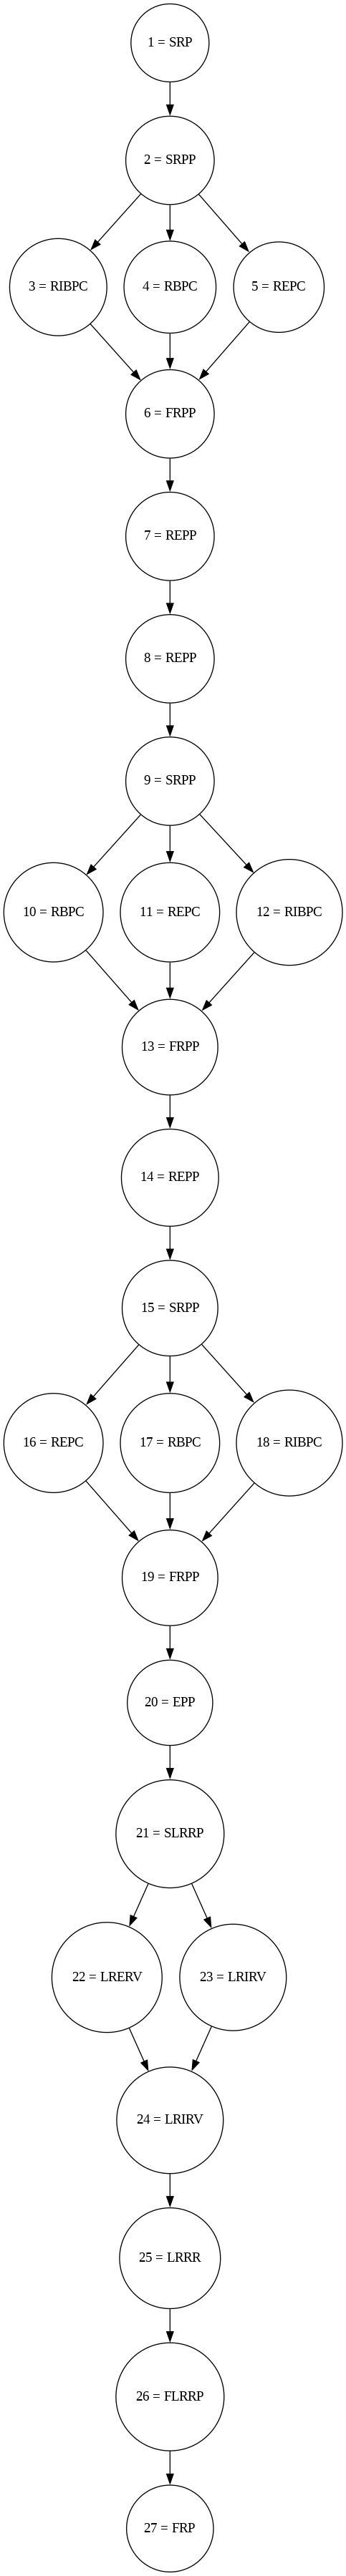 1 = SRP
2 = SRPP
3 = RIBPC
4 = RBPC
5 = REPC
6 = FRPP
7 = REPP
8 = REPP
9 = SRPP
10 = RBPC
11 = REPC
12 = RIBPC
13 = FRPP
14 = REPP
15 = SRPP
16 = REPC
17 = RBPC
18 = RIBPC
19 = FRPP
20 = EPP
21 = SLRRP
22 = LRERV
23 = LRIRV
24 = LRIRV
25 = LRRR
26 = FLRRP
27 = FRP